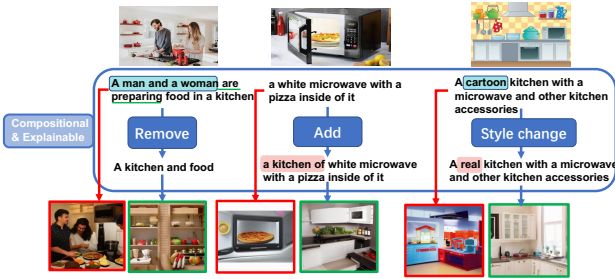 A man and a woman are
preparing food in a kitchen
a white microwave with a
pizza inside of it
A cartoon kitchen with a
microwave and other kitchen
accessories
Compositional
& Explainable
Remove
Add
Style change
A kitchen and food
a kitchen of white microwave
with a pizza inside of it
A real kitchen with a microwave
and other kitchen accessories